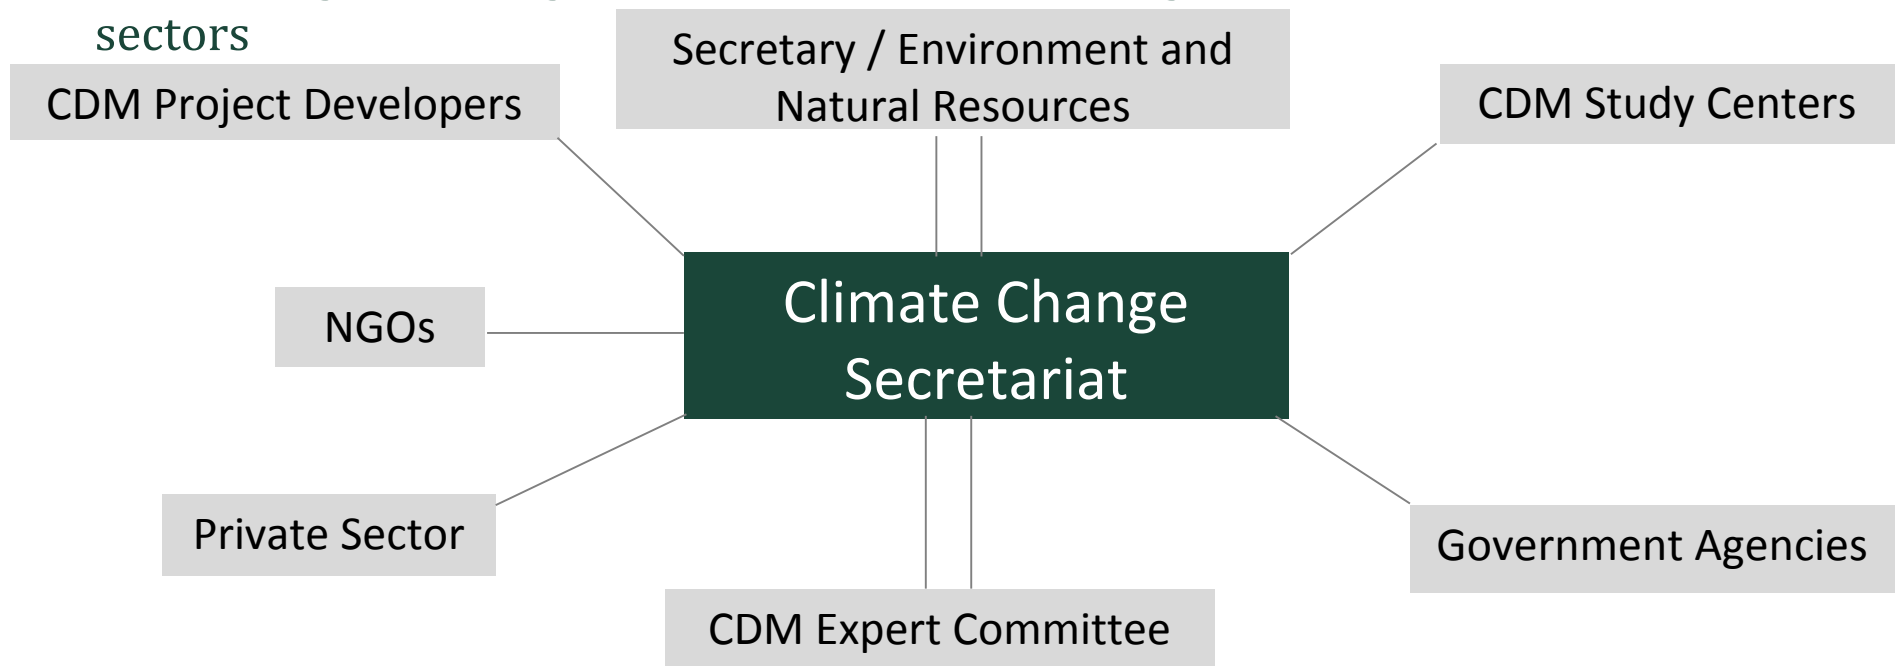 sectors
Secretary / Environment and
Natural Resources
CDM Project Developers
CDM Study Centers
Climate Change
Secretariat
NGOs
Private Sector
Government Agencies
CDM Expert Committee